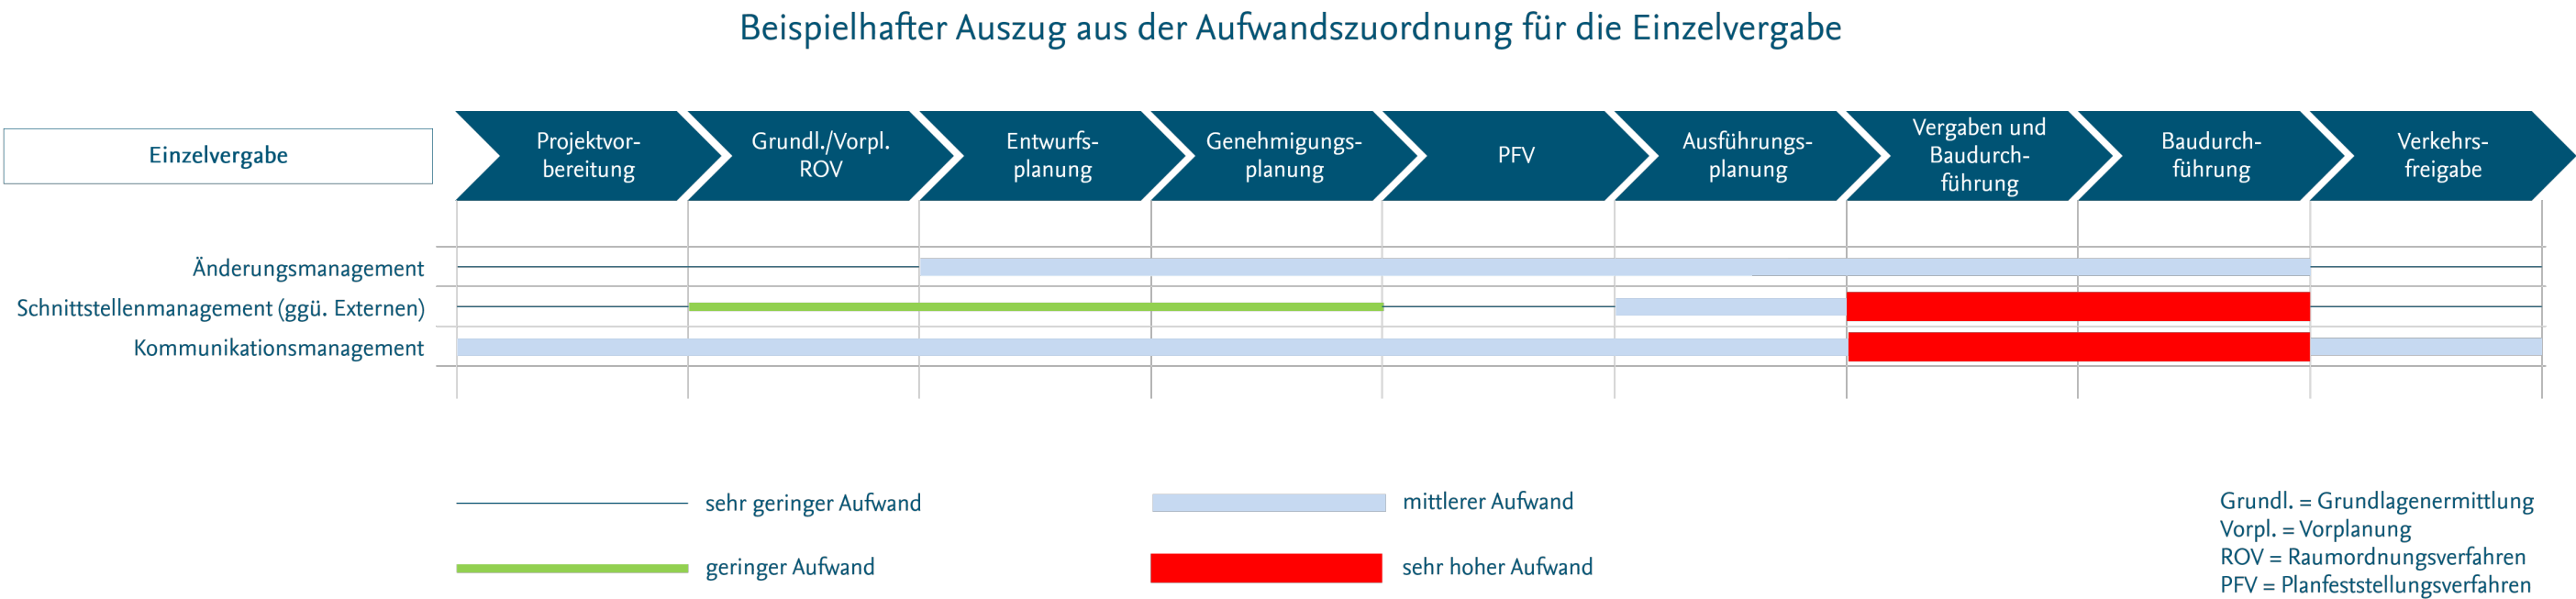 Beispielhafter Auszug aus der Aufwandszuordnung für die Einzelvergabe
Einzelvergabe
Projektvor-
bereitung
Grundl./Vorpl.
ROV
Entwurfs-
planung
Genehmigungs-
planung
PFV
Ausführungs-
planung
Vergaben und
Baudurch-
führung
Baudurch-
führung
Verkehrs-
freigabe
Änderungsmanagement
Schnittstellenmanagement (ggü. Externen)
Kommunikationsmanagement
sehr geringer Aufwand
geringer Aufwand
mittlerer Aufwand
sehr hoher Aufwand
Grundl. = Grundlagenermittlung
Vorpl. = Vorplanung
ROV = Raumordnungsverfahren
PFV = Planfeststellungsverfahren